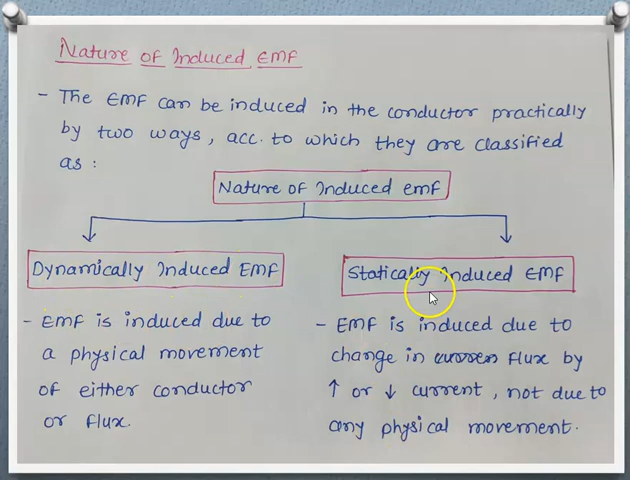 Nature of Induced EMF
- The EMF can be induced in the conductor practically
by two ways, acc. to which they are classified
as:
Nature of Induced emf
Dynamically Induced EMF
Statically Induced EMF
- EMF is induced due to
a physical movement
of either conductor
or flux.
- EMF is induced due to
change in flux by
↑ or ↓ current, not due to
any physical movement.